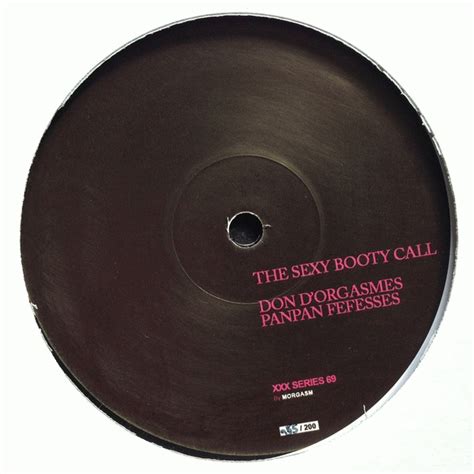 THE SEXY BOOTY CALL
DON D'ORGASMES
PANPAN FEFESSES
XXX SERIES 69
By MORGASM
/200